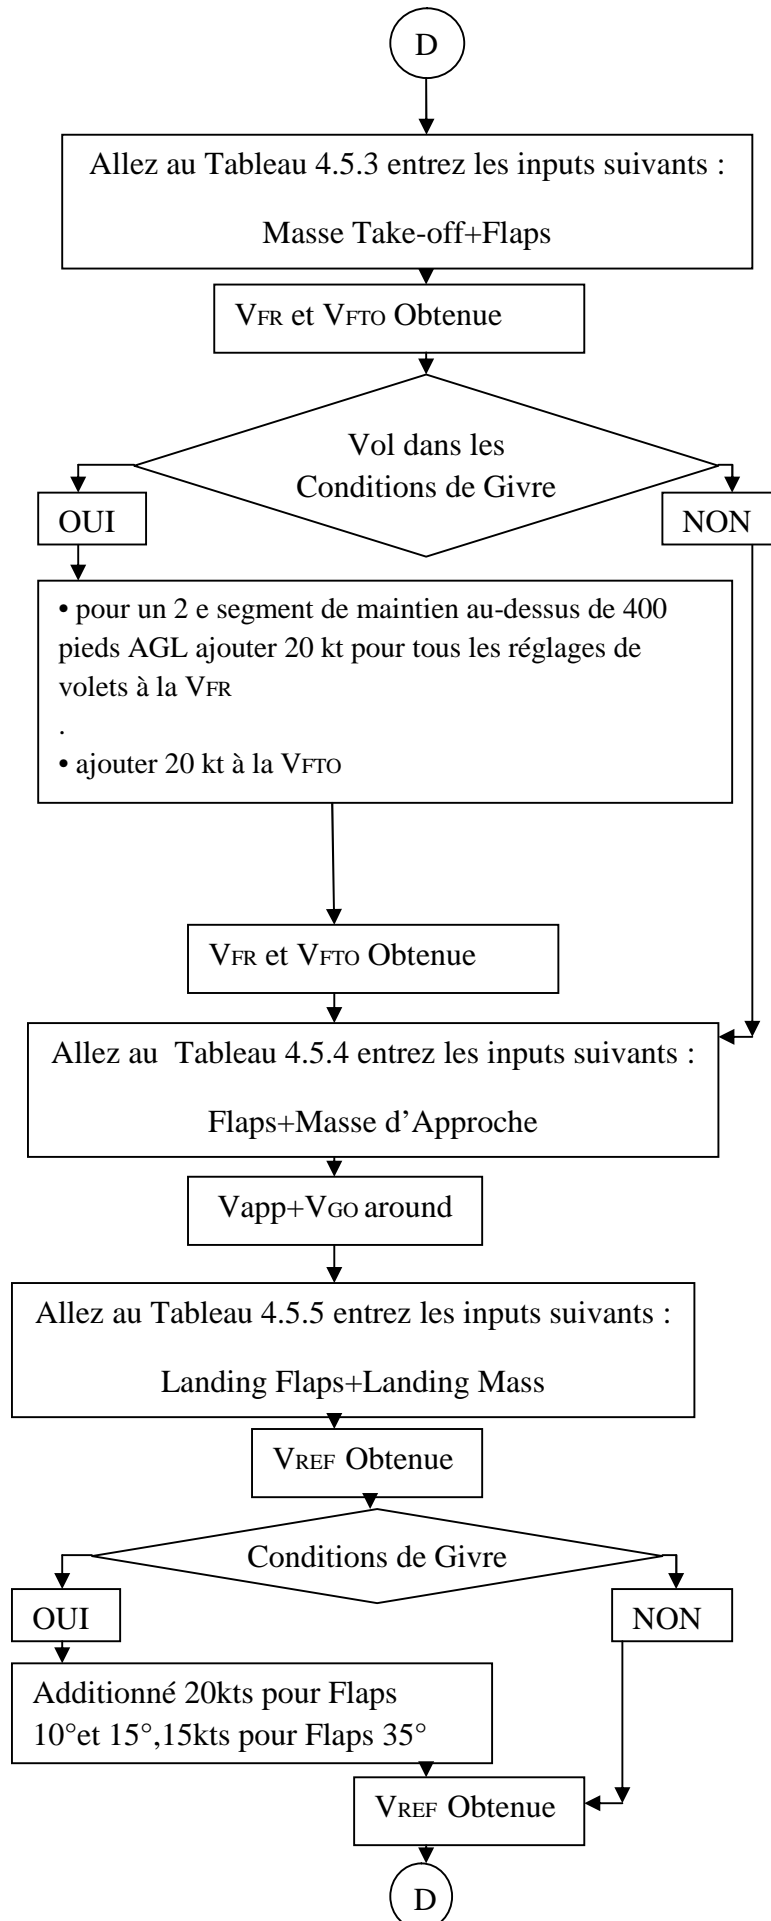 D
Allez au Tableau 4.5.3 entrez les inputs suivants :
Masse Take-off+Flaps
VFR et VFTO Obtenue
Vol dans les
Conditions de Givre
OUI
NON
• pour un 2 e segment de maintien au-dessus de 400
pieds AGL ajouter 20 kt pour tous les réglages de
volets à la VFR
.
• ajouter 20 kt à la VFTO
VFR et VFTO Obtenue
Allez au Tableau 4.5.4 entrez les inputs suivants :
Flaps+Masse d’Approche
Vapp+VGO around
Allez au Tableau 4.5.5 entrez les inputs suivants :
Landing Flaps+Landing Mass
VREF Obtenue
Conditions de Givre
OUI
NON
Additionné 20kts pour Flaps
10°et 15°,15kts pour Flaps 35°
VREF Obtenue
D